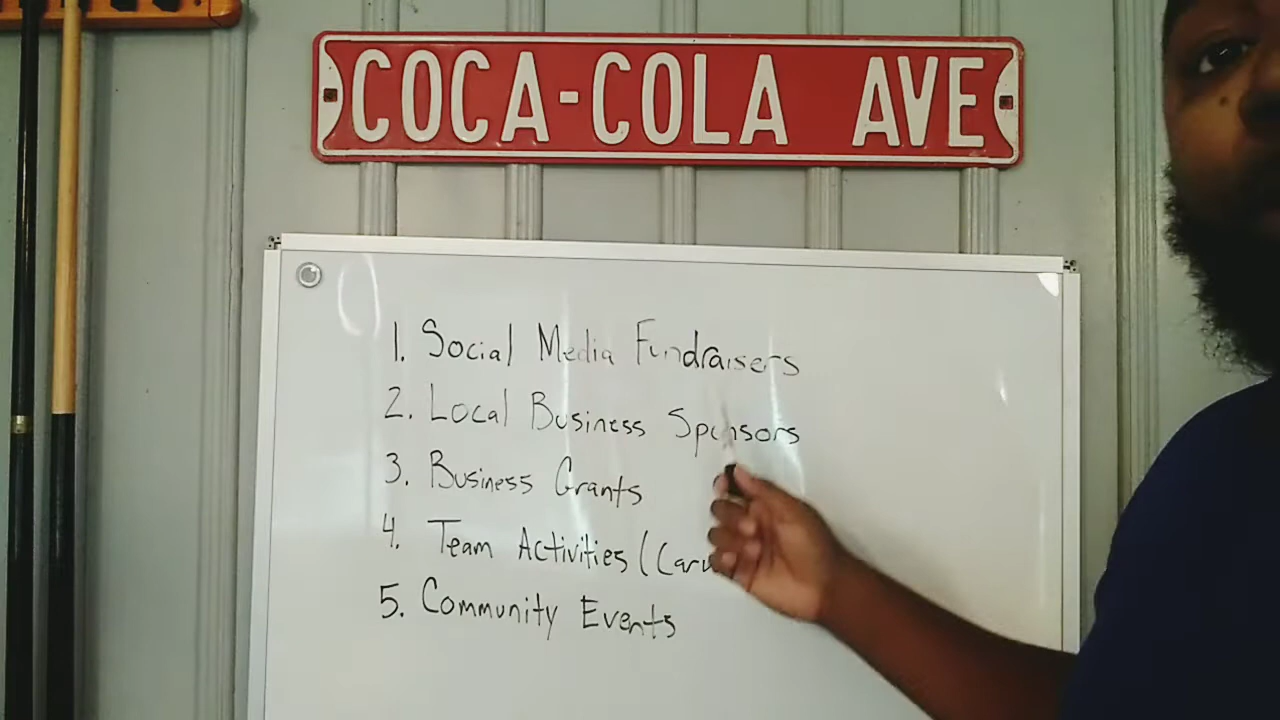 COCA-COLA AVE
1. Social Media Fundraisers
2. Local Business Sponsors
3. Business Grants
4. Team Activities
5. Community Events